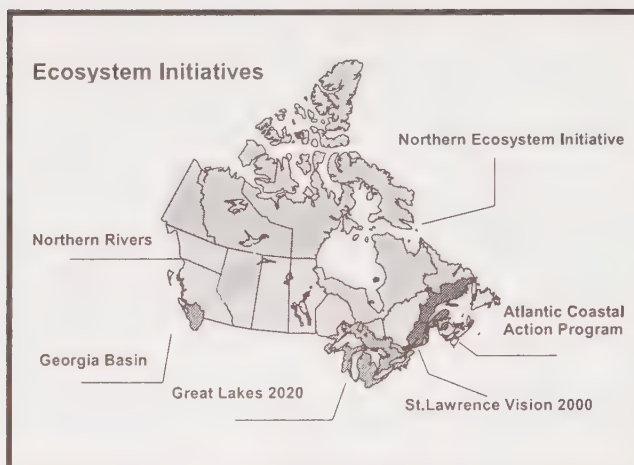 Ecosystem Initiatives
Northern Ecosystem Initiative
Northern Rivers
Atlantic Coastal
Action Program
Georgia Basin
Great Lakes 2020
St.Lawrence Vision 2000